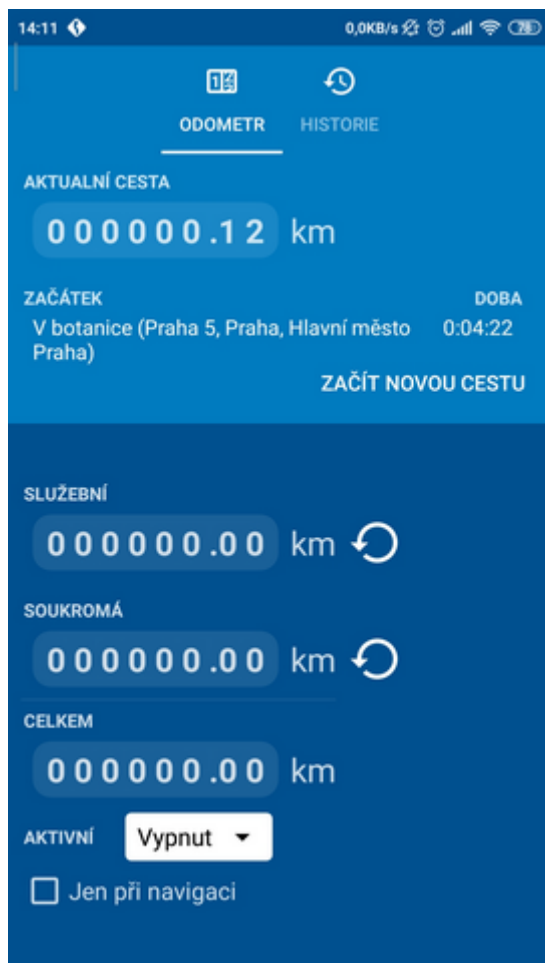 14:11 0,0KB/s 78
ODOMETR HISTORIE
AKTUALNÍ CESTA
000000.12 km
ZAČÁTEK DOBA
V botanice (Praha 5, Praha, Hlavní město 0:04:22
Praha)
ZAČÍT NOVOU CESTU
SLUŽEBNÍ
000000.00 km
SOUKROMÁ
000000.00 km
CELKEM
000000.00 km
AKTIVNÍ Vypnut
Jen při navigaci